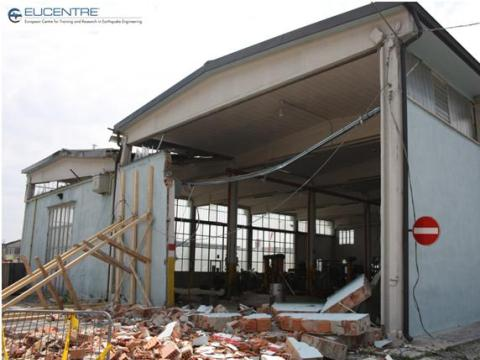 EUCENTRE
European Centre for Training and Research in Earthquake Engineering